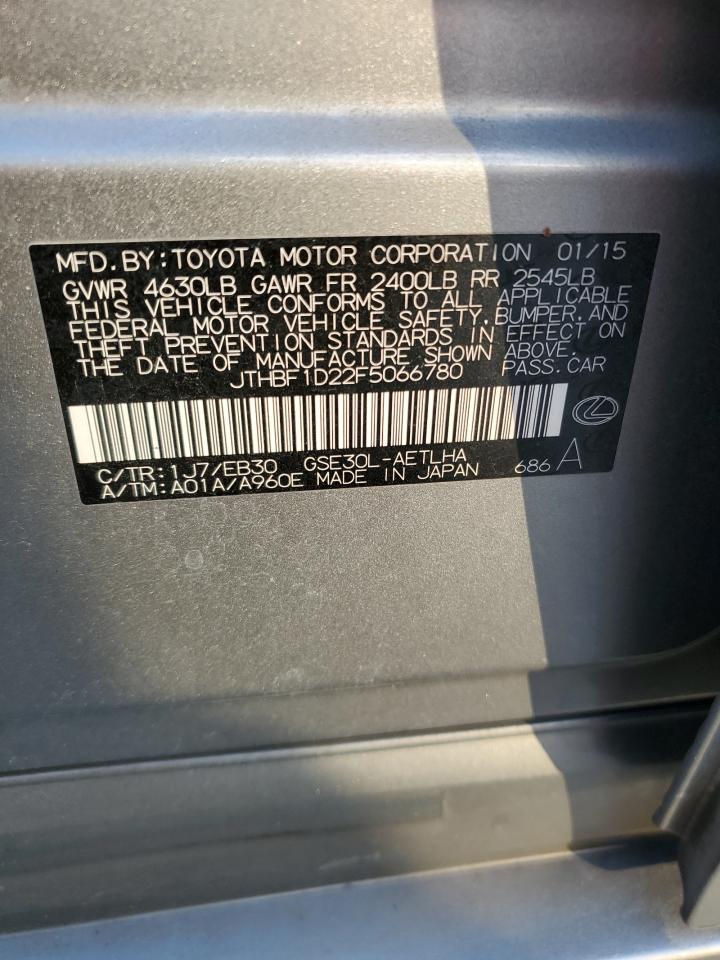 MFD.BY:TOYOTA MOTOR CORPORATION 01/15
GVWR 4630LB GAWR FR 2400LB RR 2545LB
THIS VEHICLE CONFORMS TO ALL APPLICABLE
FEDERAL MOTOR VEHICLE SAFETY,BUMPER,AND
THEFT PREVENTION STANDARDS IN EFFECT ON
THE DATE OF MANUFACTURE SHOWN ABOVE.
JTHBF1D22F5066780 PASS.CAR
C/TR:1J7/EB30 GSE30L-AETLHA
A/TM:A01A/A960E MADE IN JAPAN 686 A